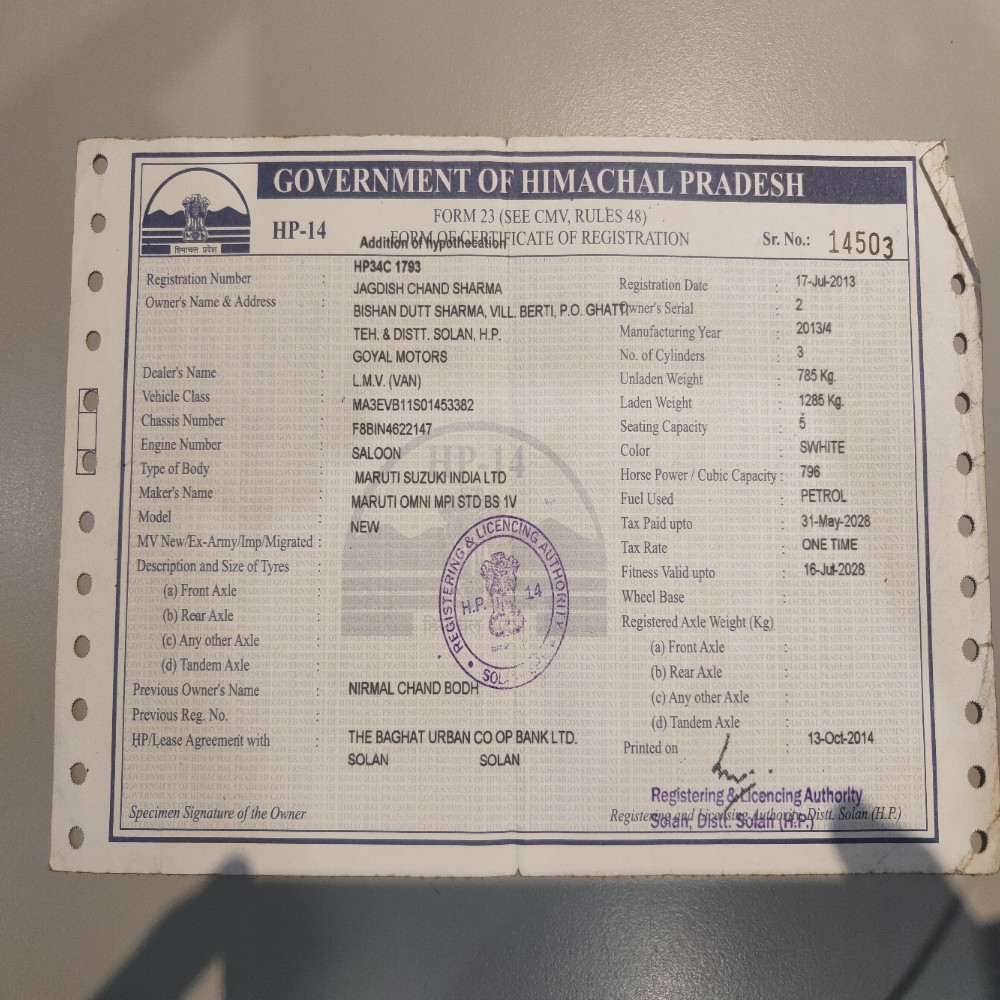 GOVERNMENT OF HIMACHAL PRADESH
हिमाचल प्रदेश
HP-14
FORM 23 (SEE CMV, RULES 48)
FORM OF CERTIFICATE OF REGISTRATION
Addition of hypothecation
Sr. No.: 14503
Registration Number : HP34C 1793
Owner's Name & Address : JAGDISH CHAND SHARMA
BISHAN DUTT SHARMA, VILL. BERTI, P.O. GHATTI
TEH. & DISTT. SOLAN, H.P.
Dealer's Name : GOYAL MOTORS
Vehicle Class : L.M.V. (VAN)
Chassis Number : MA3EVB11S01453382
Engine Number : F8BIN4622147
Type of Body : SALOON
Maker's Name : MARUTI SUZUKI INDIA LTD
Model : MARUTI OMNI MPI STD BS 1V
MV New/Ex-Army/Imp/Migrated : NEW
Description and Size of Tyres :
(a) Front Axle :
(b) Rear Axle :
(c) Any other Axle :
(d) Tandem Axle :
Previous Owner's Name : NIRMAL CHAND BODH
Previous Reg. No. :
HP/Lease Agreement with : THE BAGHAT URBAN CO OP BANK LTD.
SOLAN SOLAN
Specimen Signature of the Owner
Registration Date : 17-Jul-2013
Owner's Serial : 2
Manufacturing Year : 2013/4
No. of Cylinders : 3
Unladen Weight : 785 Kg.
Laden Weight : 1285 Kg.
Seating Capacity : 5
Color : SWHITE
Horse Power / Cubic Capacity : 796
Fuel Used : PETROL
Tax Paid upto : 31-May-2028
Tax Rate : ONE TIME
Fitness Valid upto : 16-Jul-2028
Wheel Base :
Registered Axle Weight (Kg)
(a) Front Axle :
(b) Rear Axle :
(c) Any other Axle :
(d) Tandem Axle :
Printed on : 13-Oct-2014
Registering & Licencing Authority
Solan, Distt. Solan (H.P.)
Registering and Licensing Authority, Distt. Solan (H.P.)
HP-14
REGISTERING & LICENCING AUTHORITY
H.P. 14